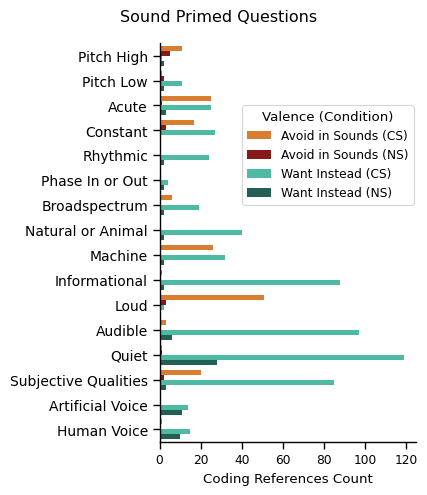 Sound Primed Questions
Pitch High
Pitch Low
Acute
Constant
Rhythmic
Phase In or Out
Broadspectrum
Natural or Animal
Machine
Informational
Loud
Audible
Quiet
Subjective Qualities
Artificial Voice
Human Voice
Valence (Condition)
Avoid in Sounds (CS)
Avoid in Sounds (NS)
Want Instead (CS)
Want Instead (NS)
0 20 40 60 80 100 120
Coding References Count